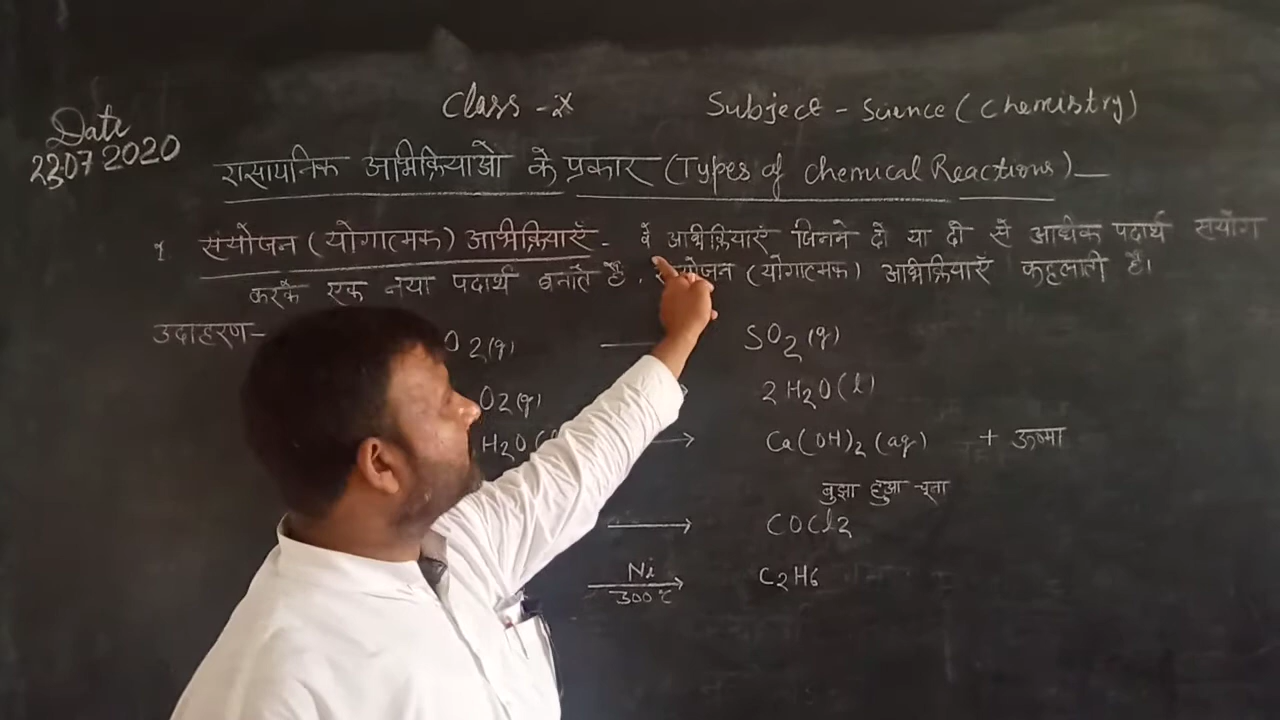 Class - X Subject - Science (Chemistry)
Date
23.07 2020
रासायनिक अभिक्रियाओं के प्रकार (Types of Chemical Reactions) —
1. संयोजन (योगात्मक) अभिक्रियाएँ - वे अभिक्रियाएं जिनमे दो या दो से अधिक पदार्थ संयोग
करके एक नया पदार्थ बनाते है, संयोजन (योगात्मक) अभिक्रियाएँ कहलाती है।
उदाहरण- O2(g) → SO2(g)
O2(g) → 2H2O(l)
H2O → Ca(OH)2(aq) + ऊष्मा
बुझा हुआ चूना
→ COCl2
Ni
300°C → C2H6